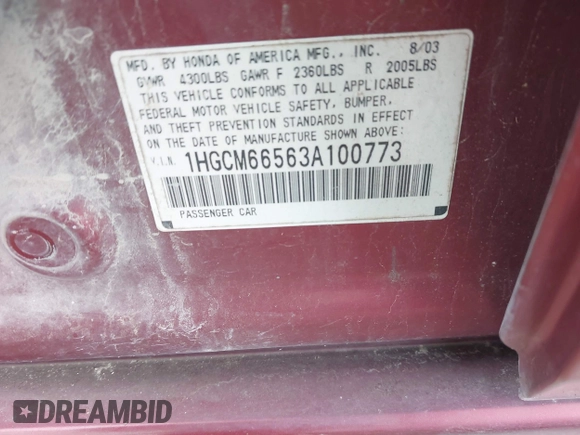 MFD. BY HONDA OF AMERICA MFG., INC. 8/03
GVWR 4300LBS GAWR F 2360LBS R 2005LBS
THIS VEHICLE CONFORMS TO ALL APPLICABLE
FEDERAL MOTOR VEHICLE SAFETY, BUMPER,
AND THEFT PREVENTION STANDARDS IN EFFECT
ON THE DATE OF MANUFACTURE SHOWN ABOVE:
V.I.N. 1HGCM66563A100773
PASSENGER CAR
DREAMBID